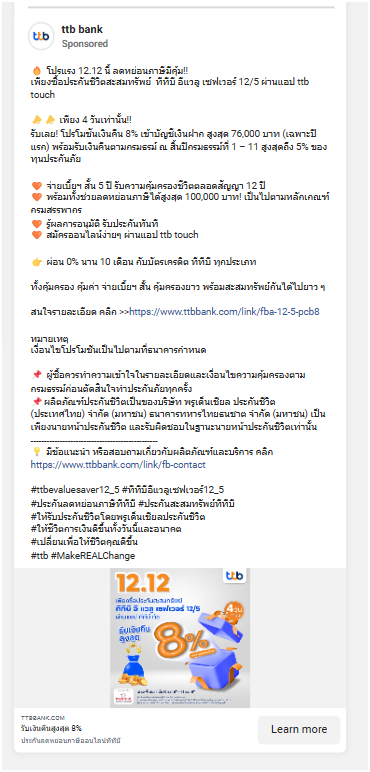 ttb bank
Sponsored
🔥 โปรแรง 12.12 นี้ ลดหย่อนภาษีมีคุ้ม!!
เพียงซื้อประกันชีวิตสะสมทรัพย์ ทีทีบี อีแวลู เซฟเวอร์ 12/5 ผ่านแอป ttb
touch
🎉🎉 เพียง 4 วันเท่านั้น!!
รับเลย! โปรโมชันเงินคืน 8% เข้าบัญชีเงินฝาก สูงสุด 76,000 บาท (เฉพาะปี
แรก) พร้อมรับเงินคืนตามกรมธรรม์ ณ สิ้นปีกรมธรรม์ที่ 1 – 11 สูงสุดถึง 5% ของ
ทุนประกันภัย
🧡 จ่ายเบี้ยฯ สั้น 5 ปี รับความคุ้มครองชีวิตตลอดสัญญา 12 ปี
🧡 พร้อมทั้งช่วยลดหย่อนภาษีได้สูงสุด 100,000 บาท! เป็นไปตามหลักเกณฑ์
กรมสรรพากร
🧡 รู้ผลการอนุมัติ รับประกันทันที
🧡 สมัครออนไลน์ง่ายๆ ผ่านแอป ttb touch
👉 ผ่อน 0% นาน 10 เดือน กับบัตรเครดิต ทีทีบี ทุกประเภท
ทั้งคุ้มครอง คุ้มค่า จ่ายเบี้ยฯ สั้น คุ้มครองยาว พร้อมสะสมทรัพย์กันได้ไปยาว ๆ
สนใจรายละเอียด คลิก >>https://www.ttbbank.com/link/fba-12-5-pcb8
หมายเหตุ
เงื่อนไขโปรโมชันเป็นไปตามที่ธนาคารกำหนด
📌 ผู้ซื้อควรทำความเข้าใจในรายละเอียดและเงื่อนไขความคุ้มครองตาม
กรมธรรม์ก่อนตัดสินใจทำประกันภัยทุกครั้ง
📌ผลิตภัณฑ์ประกันชีวิตเป็นของบริษัท พรูเด็นเชียล ประกันชีวิต
(ประเทศไทย) จำกัด (มหาชน) ธนาคารทหารไทยธนชาต จำกัด (มหาชน) เป็น
เพียงนายหน้าประกันชีวิต และรับผิดชอบในฐานะนายหน้าประกันชีวิตเท่านั้น
💡 มีข้อแนะนำ หรือสอบถามเกี่ยวกับผลิตภัณฑ์และบริการ คลิก
https://www.ttbbank.com/link/fb-contact
#ttbevaluesaver12_5 #ทีทีบีอีแวลูเซฟเวอร์12_5
#ประกันลดหย่อนภาษีทีทีบี #ประกันสะสมทรัพย์ทีทีบี
#ให้รับประกันชีวิตโดยพรูเด็นเชียลประกันชีวิต
#ให้ชีวิตการเงินดีขึ้นทั้งวันนี้และอนาคต
#เปลี่ยนเพื่อให้ชีวิตคุณดีขึ้น
#ttb #MakeREALChange
ttb
12.12
เพียงซื้อประกันสะสมทรัพย์
ทีทีบี อี แวลู เซฟเวอร์ 12/5
4 วัน
รับเงินคืน
สูงสุด
8%
TTBBANK.COM
รับเงินคืนสูงสุด 8%
ประกันลดหย่อนภาษีออนไลน์ทีทีบี
Learn more